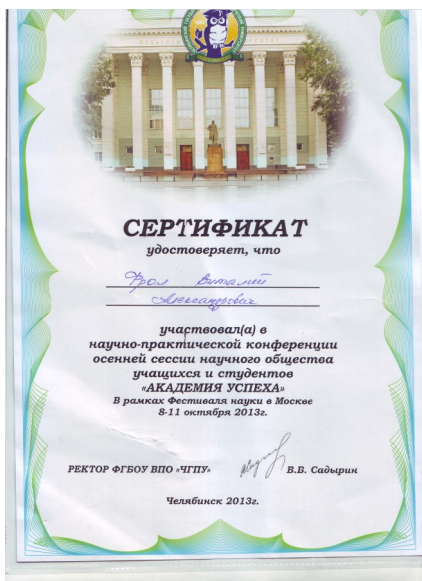 СЕРТИФИКАТ
удостоверяет, что
Фрол Виталий
Александрович
участвовал(а) в
научно-практической конференции
осенней сессии научного общества
учащихся и студентов
«АКАДЕМИЯ УСПЕХА»
В рамках Фестиваля науки в Москве
8-11 октября 2013г.
РЕКТОР ФГБОУ ВПО «ЧГПУ» В.В. Садырин
Челябинск 2013г.